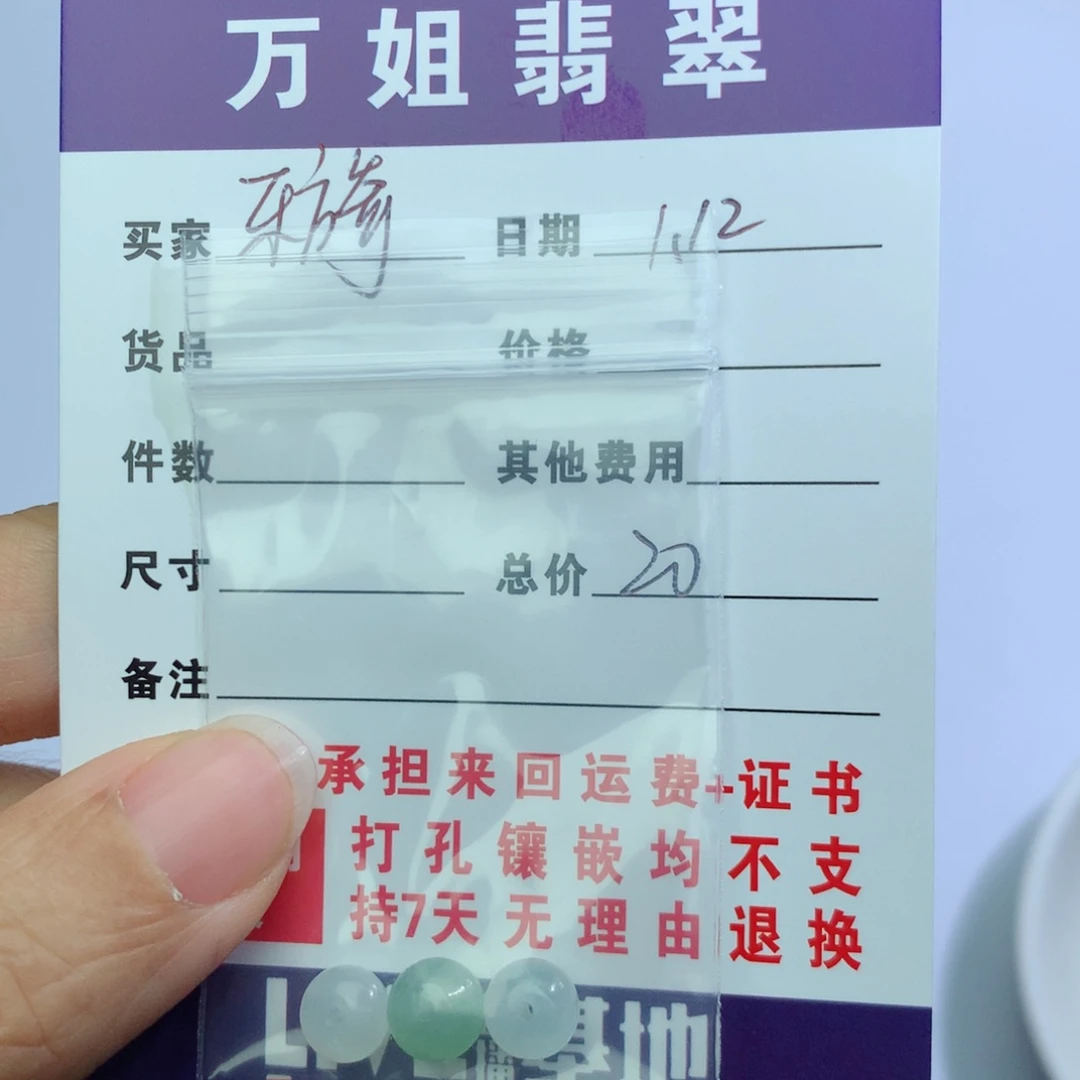 万姐翡翠
买家 日期 1.12
货品 价格
件数 其他费用
尺寸 总价 20
备注
承担来回运费+证书
打孔镶嵌均不支
持7天无理由退换
基地